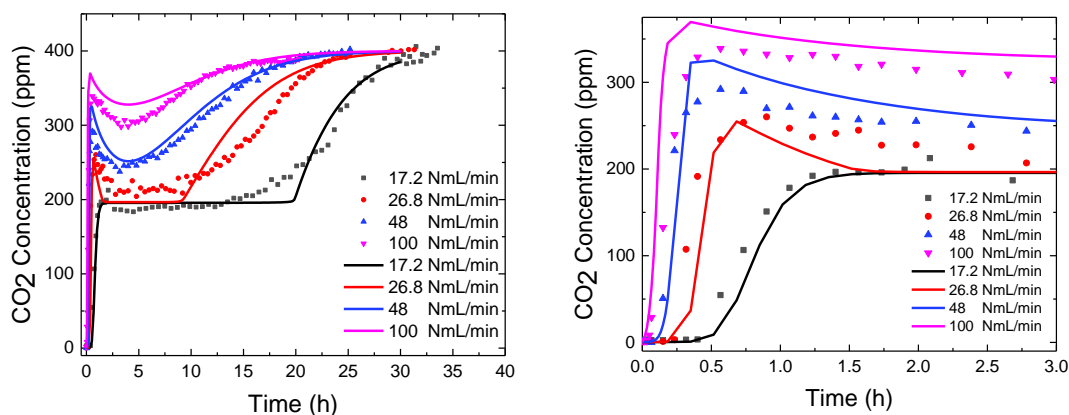 CO2 Concentration (ppm)
400
300
200
100
0
17.2 NmL/min
26.8 NmL/min
48 NmL/min
100 NmL/min
17.2 NmL/min
26.8 NmL/min
48 NmL/min
100 NmL/min
0 5 10 15 20 25 30 35 40
Time (h)
CO2 Concentration (ppm)
300
200
100
0
17.2 NmL/min
26.8 NmL/min
48 NmL/min
100 NmL/min
17.2 NmL/min
26.8 NmL/min
48 NmL/min
100 NmL/min
0.0 0.5 1.0 1.5 2.0 2.5 3.0
Time (h)